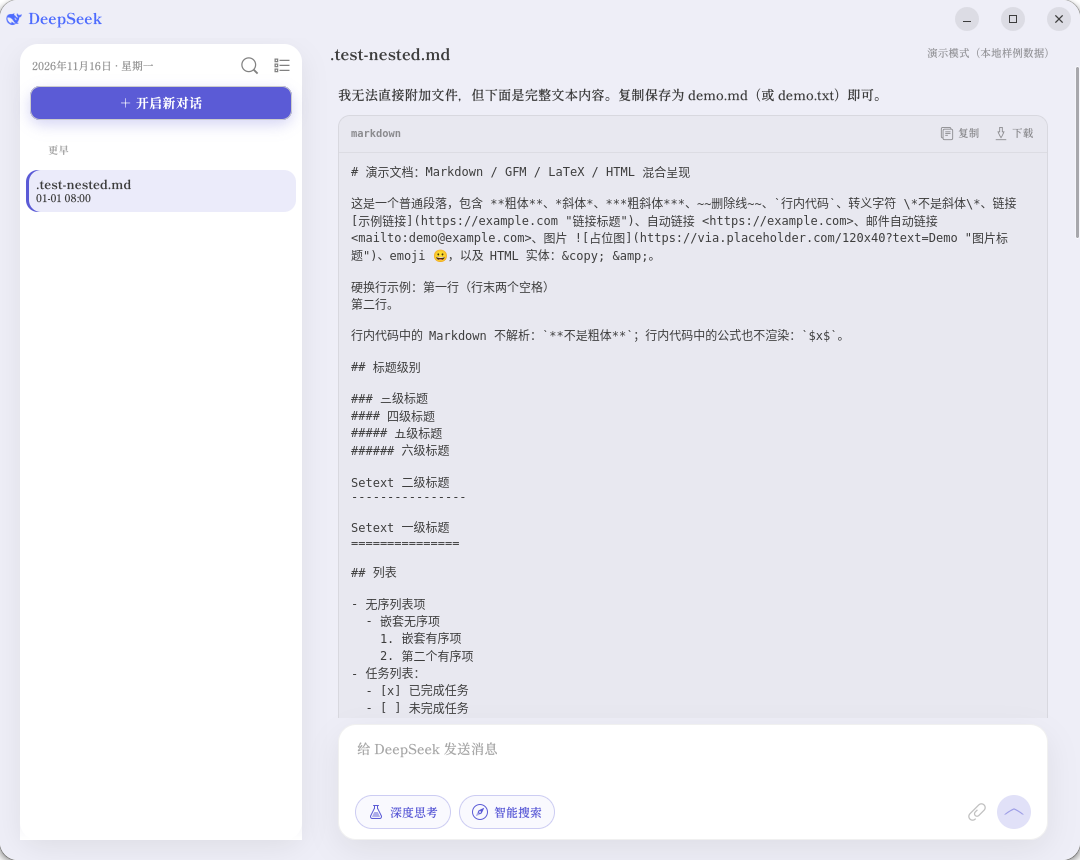 DeepSeek
2026年11月16日 · 星期一
+ 开启新对话
更早
.test-nested.md
01-01 08:00
.test-nested.md
演示模式（本地样例数据）
我无法直接附加文件，但下面是完整文本内容。复制保存为 demo.md（或 demo.txt）即可。
markdown
复制
下载
# 演示文档：Markdown / GFM / LaTeX / HTML 混合呈现
这是一个普通段落，包含 **粗体**、*斜体*、***粗斜体***、~~删除线~~、`行内代码`、转义字符 \*不是斜体\*、链接
[示例链接](https://example.com "链接标题")、自动链接 <https://example.com>、邮件自动链接
<mailto:demo@example.com>、图片 ![占位图](https://via.placeholder.com/120x40?text=Demo "图片标
题")、emoji 😀，以及 HTML 实体：&copy; &amp;。
硬换行示例：第一行（行末两个空格）
第二行。
行内代码中的 Markdown 不解析：`**不是粗体**`；行内代码中的公式也不渲染：`$x$`。
## 标题级别
### 三级标题
#### 四级标题
##### 五级标题
###### 六级标题
Setext 二级标题
----------------
Setext 一级标题
===============
## 列表
- 无序列表项
  - 嵌套无序项
    1. 嵌套有序项
    2. 第二个有序项
- 任务列表：
  - [x] 已完成任务
  - [ ] 未完成任务
给 DeepSeek 发送消息
深度思考
智能搜索